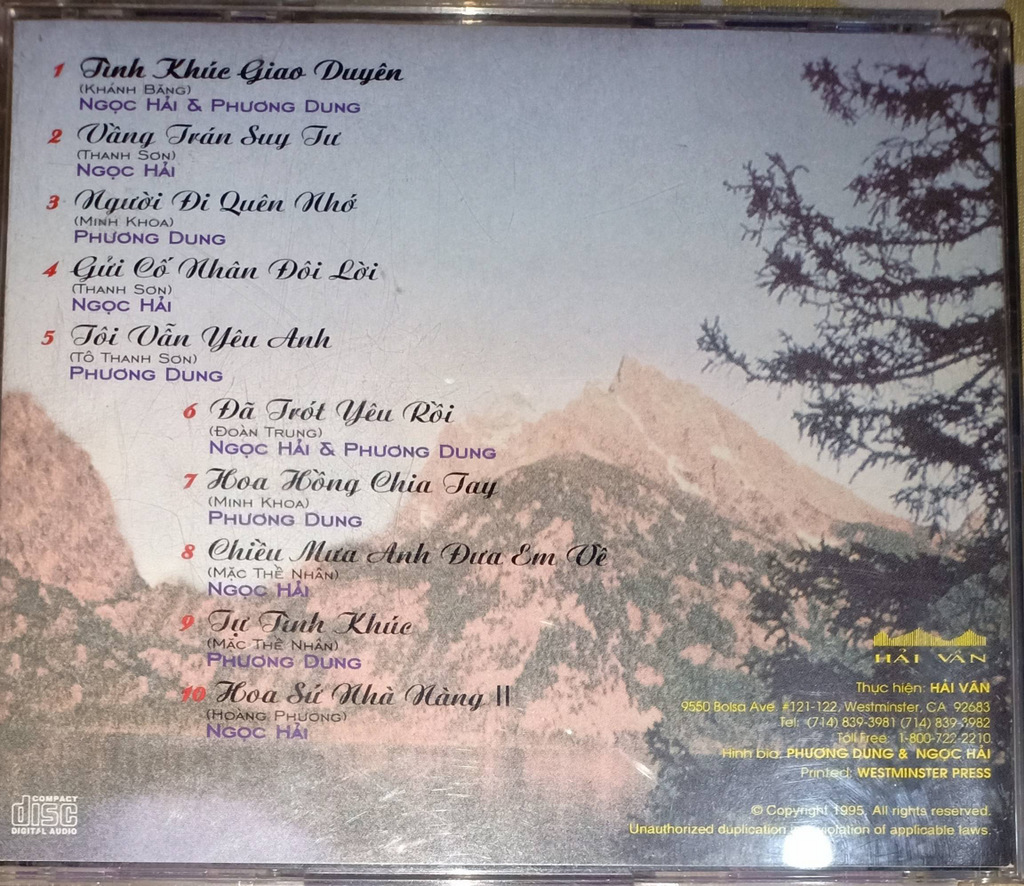 1 Tình Khúc Giao Duyên
(Khánh Băng)
Ngọc Hải & Phương Dung
2 Vầng Trán Suy Tư
(Thanh Sơn)
Ngọc Hải
3 Người Đi Quên Nhớ
(Minh Khoa)
Phương Dung
4 Gửi Cố Nhân Đôi Lời
(Thanh Sơn)
Ngọc Hải
5 Tôi Vẫn Yêu Anh
(Tô Thanh Sơn)
Phương Dung
6 Đã Trót Yêu Rồi
(Đoàn Trung)
Ngọc Hải & Phương Dung
7 Hoa Hồng Chia Tay
(Minh Khoa)
Phương Dung
8 Chiều Mưa Anh Đưa Em Về
(Mặc Thề Nhân)
Ngọc Hải
9 Tự Tình Khúc
(Mặc Thề Nhân)
Phương Dung
10 Hoa Sứ Nhà Nàng II
(Hoàng Phương)
Ngọc Hải
HẢI VÂN
Thực hiện: HẢI VÂN
9550 Bolsa Ave. #121-122, Westminster, CA 92683
Tel: (714) 839-3981 (714) 839-3982
Toll Free: 1-800-722-2210
Hình bìa: PHƯƠNG DUNG & NGỌC HẢI
Printed: WESTMINSTER PRESS
© Copyright 1995. All rights reserved.
Unauthorized duplication violation of applicable laws.
COMPACT
disc
DIGITAL AUDIO